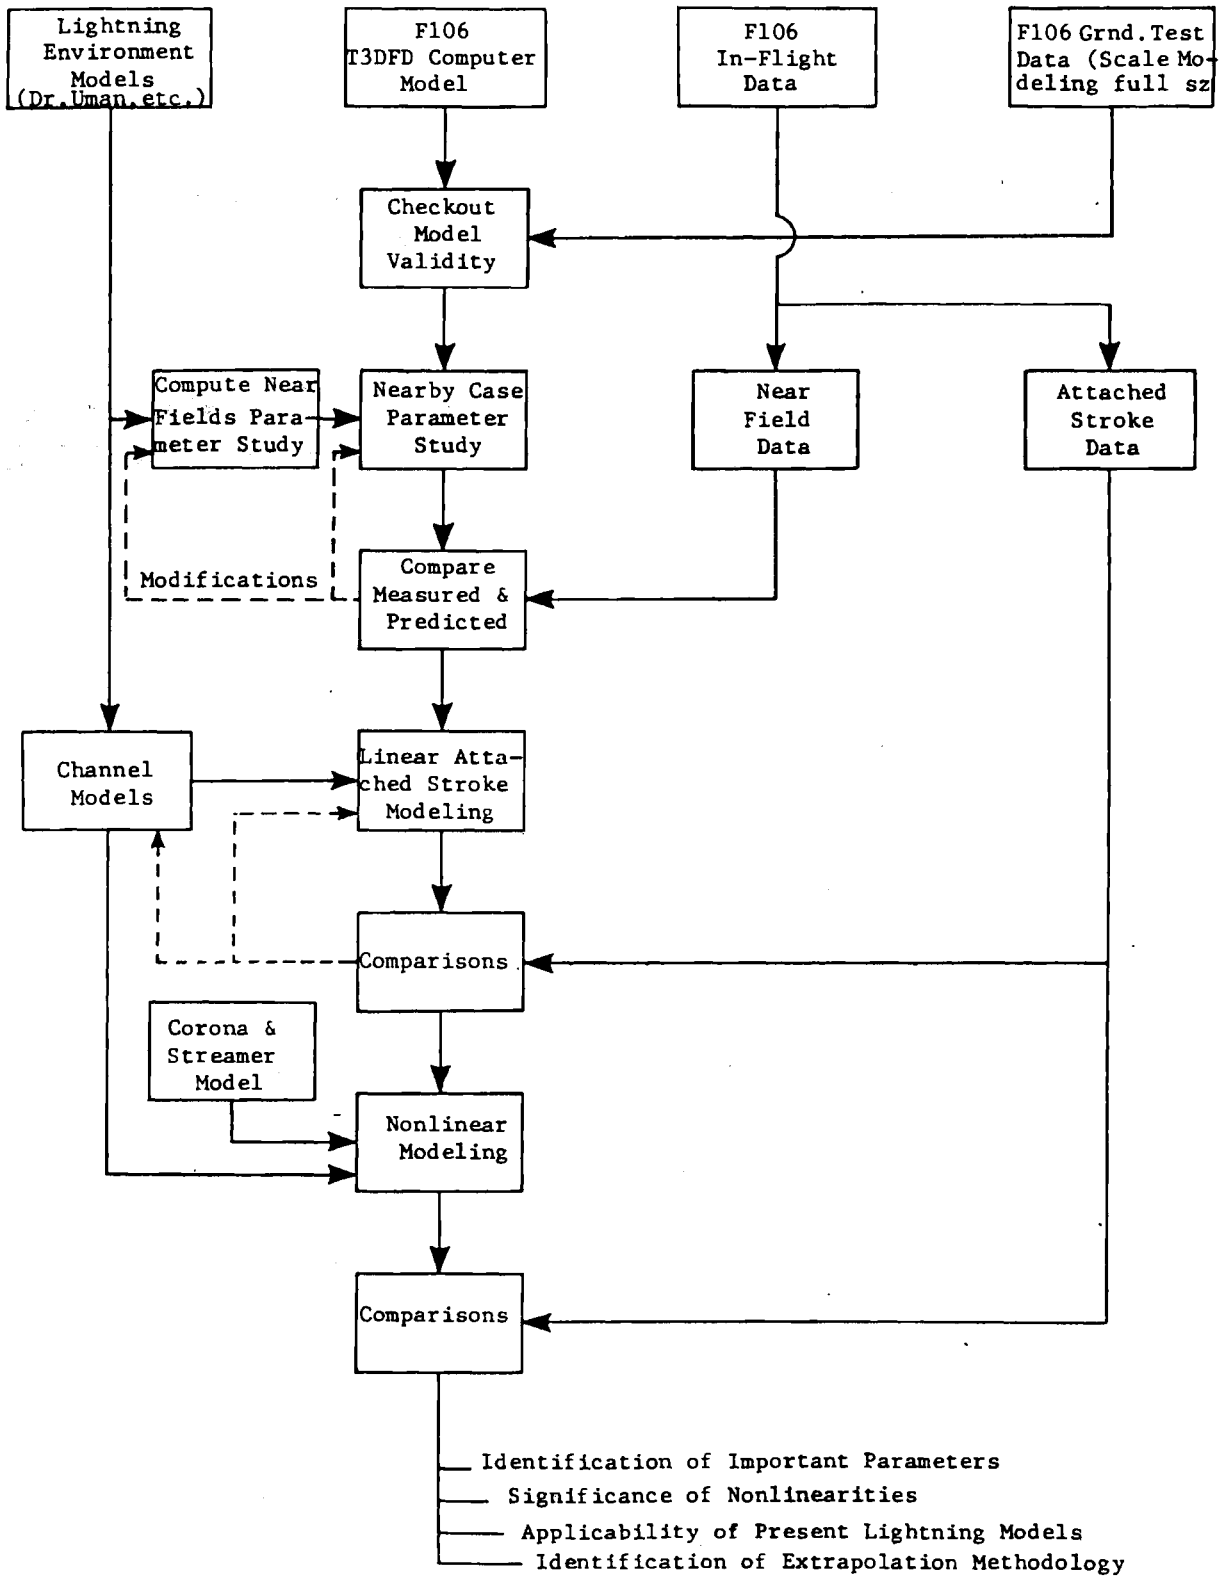 Lightning
Environment
Models
(Dr.Uman.etc.)
F106
T3DFD Computer
Model
F106
In-Flight
Data
F106 Grnd.Test
Data (Scale Mo-
deling full sz
Checkout
Model
Validity
Compute Near
Fields Para-
meter Study
Nearby Case
Parameter
Study
Near
Field
Data
Attached
Stroke
Data
Modifications
Compare
Measured &
Predicted
Channel
Models
Linear Atta-
ched Stroke
Modeling
Comparisons
Corona &
Streamer
Model
Nonlinear
Modeling
Comparisons
Identification of Important Parameters
Significance of Nonlinearities
Applicability of Present Lightning Models
Identification of Extrapolation Methodology